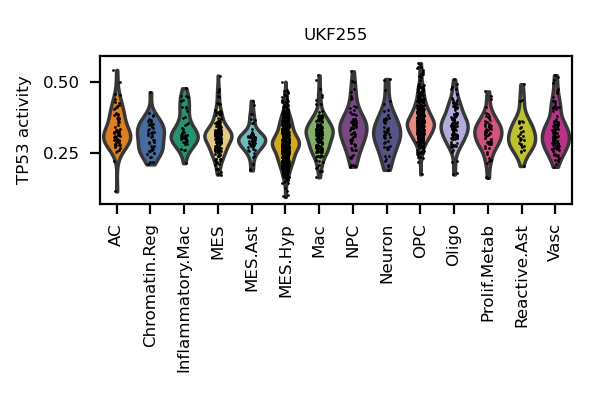 UKF255
TP53 activity
0.50
0.25
AC
Chromatin.Reg
Inflammatory.Mac
MES
MES.Ast
MES.Hyp
Mac
NPC
Neuron
OPC
Oligo
Prolif.Metab
Reactive.Ast
Vasc